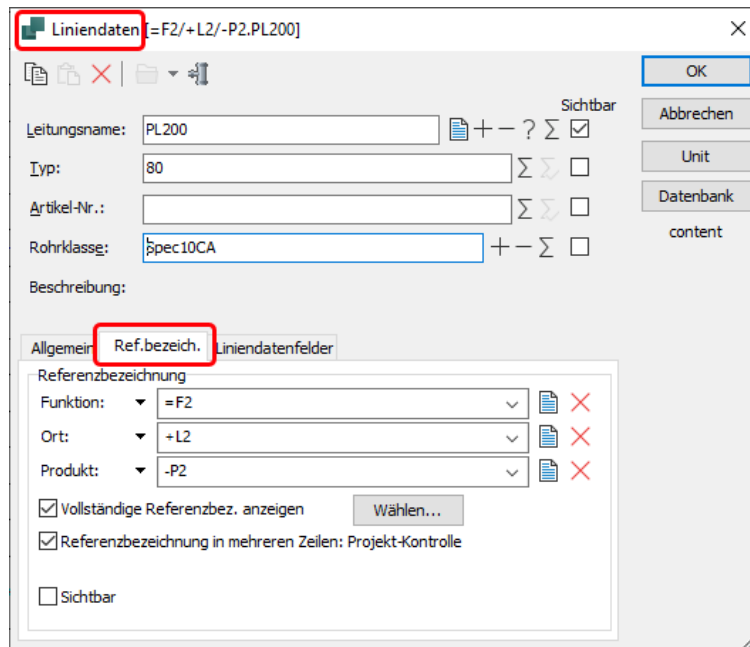 Liniendaten [=F2/+L2/-P2.PL200]
OK
Sichtbar
Abbrechen
Leitungsname: PL200
Unit
Typ: 80
Datenbank
Artikel-Nr.:
content
Rohrklasse: Spec10CA
Beschreibung:
Allgemein Ref.bezeich. Liniendatenfelder
Referenzbezeichnung
Funktion: =F2
Ort: +L2
Produkt: -P2
Vollständige Referenzbez. anzeigen Wählen...
Referenzbezeichnung in mehreren Zeilen: Projekt-Kontrolle
Sichtbar